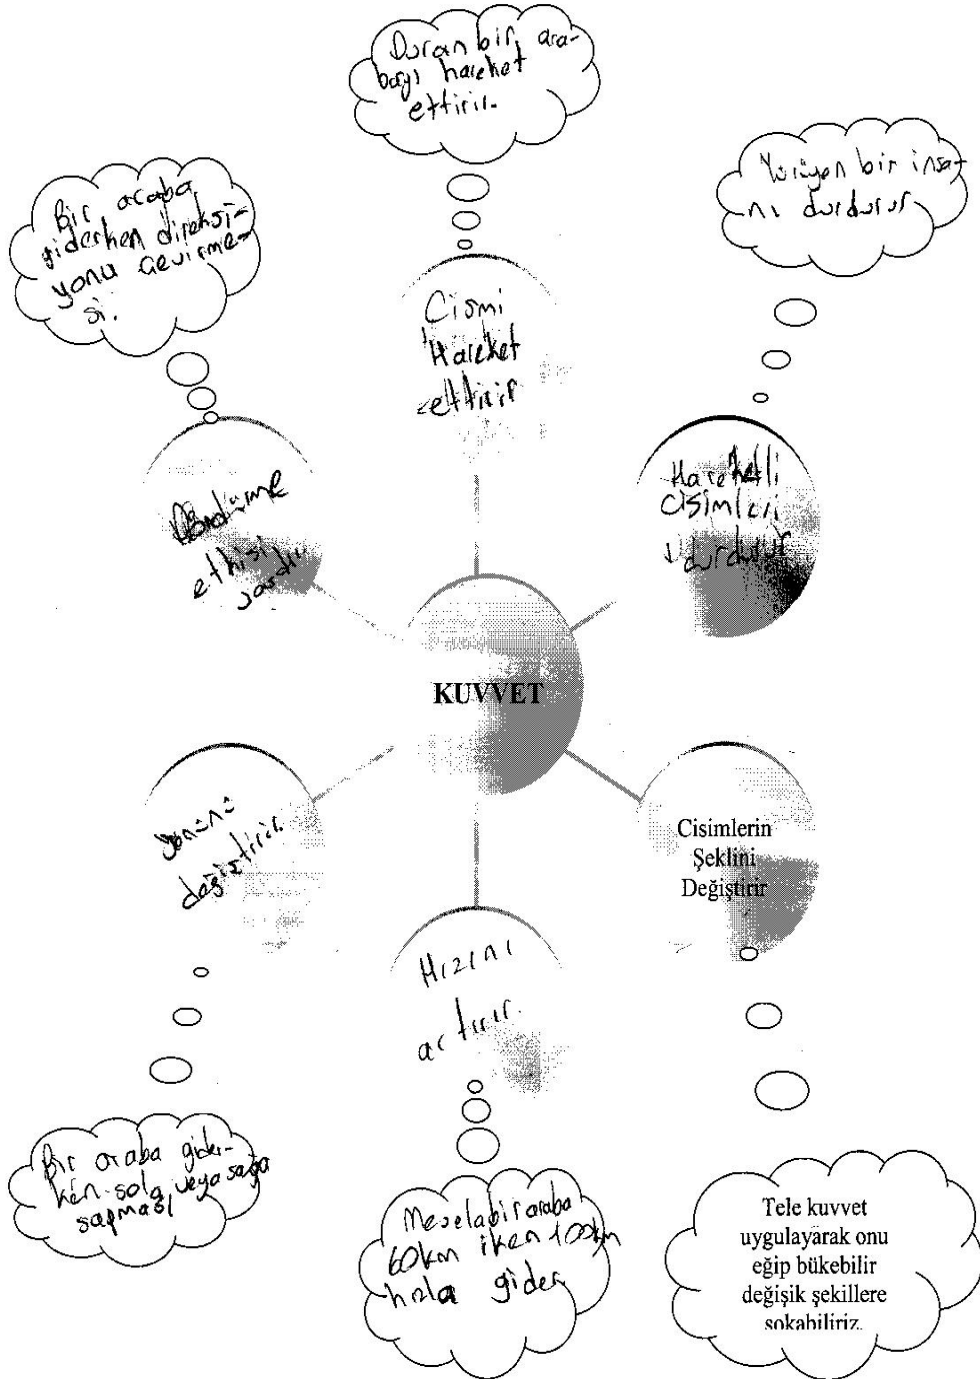 Duran bir ara-
bayı hareket
ettirir.
Yürüyen bir insa-
nı durdurur
Bir araba
giderken direksi-
yonu çevirme-
si.
Cismi
Hareket
ettirir
Hareketli
Cisimleri
durdurur
Döndürme
etkisi
vardır
KUVVET
Yönünü
değiştirir.
Cisimlerin
Şeklini
Değiştirir
Hızını
artırır.
Bir araba gider-
ken sola veya sağa
sapması
Mesela bir araba
60km iken 100km
hızla gider
Tele kuvvet
uygulayarak onu
eğip bükebilir
değişik şekillere
sokabiliriz.